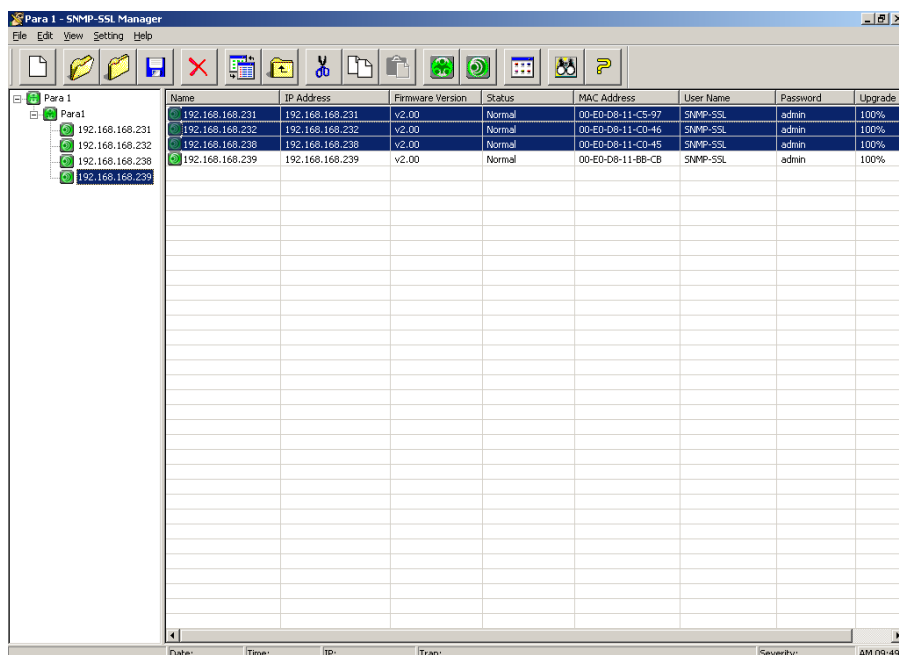 Para 1 - SNMP-SSL Manager
File Edit View Setting Help
Para 1
Para1
192.168.168.231
192.168.168.232
192.168.168.238
192.168.168.239
Name IP Address Firmware Version Status MAC Address User Name Password Upgrade
192.168.168.231 192.168.168.231 v2.00 Normal 00-E0-D8-11-C5-97 SNMP-SSL admin 100%
192.168.168.232 192.168.168.232 v2.00 Normal 00-E0-D8-11-C0-46 SNMP-SSL admin 100%
192.168.168.238 192.168.168.238 v2.00 Normal 00-E0-D8-11-C0-45 SNMP-SSL admin 100%
192.168.168.239 192.168.168.239 v2.00 Normal 00-E0-D8-11-BB-CB SNMP-SSL admin 100%
Date: Time: IP: Trap: Severity: AM 09:49